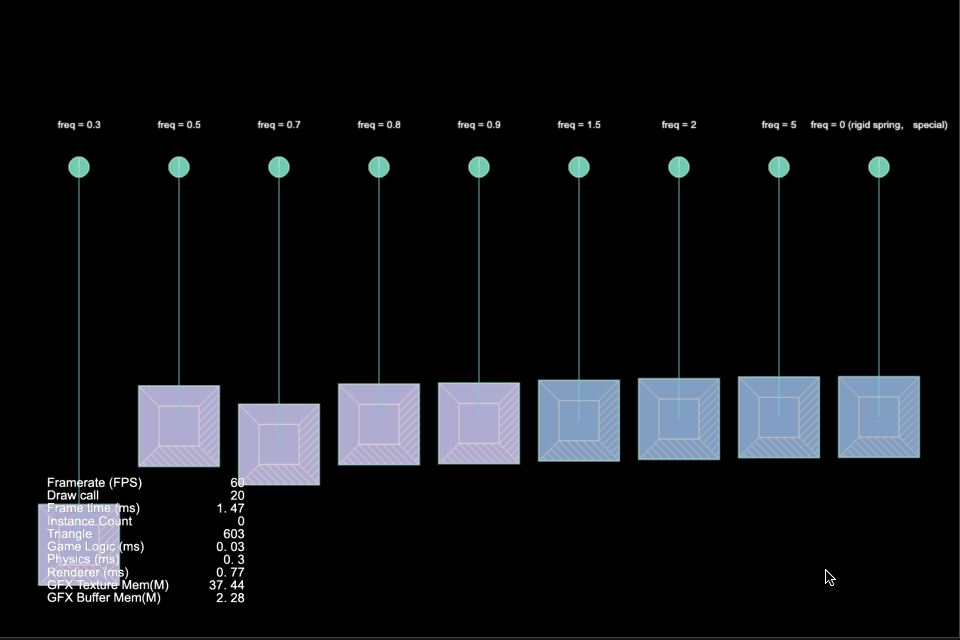 freq = 0.3 freq = 0.5 freq = 0.7 freq = 0.8 freq = 0.9 freq = 1.5 freq = 2 freq = 5 freq = 0 (rigid spring, special)
Framerate (FPS) 60
Draw call 20
Frame time (ms) 1.47
Instance Count 0
Triangle 603
Game Logic (ms) 0.03
Physics (ms) 0.3
Renderer (ms) 0.77
GFX Texture Mem(M) 37.44
GFX Buffer Mem(M) 2.28